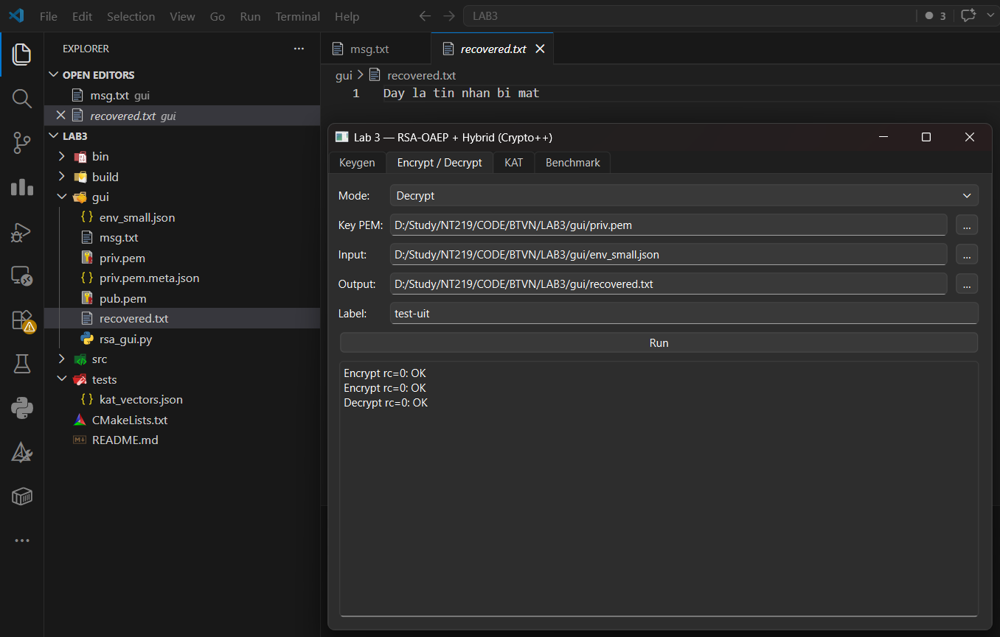 File Edit Selection View Go Run Terminal Help LAB3 3
EXPLORER
OPEN EDITORS
msg.txt gui
recovered.txt gui
LAB3
bin
build
gui
env_small.json
msg.txt
priv.pem
priv.pem.meta.json
pub.pem
recovered.txt
rsa_gui.py
src
tests
kat_vectors.json
CMakeLists.txt
README.md
msg.txt recovered.txt
gui recovered.txt
1 Day la tin nhan bi mat
Lab 3 — RSA-OAEP + Hybrid (Crypto++)
Keygen Encrypt / Decrypt KAT Benchmark
Mode: Decrypt
Key PEM: D:/Study/NT219/CODE/BTVN/LAB3/gui/priv.pem ...
Input: D:/Study/NT219/CODE/BTVN/LAB3/gui/env_small.json ...
Output: D:/Study/NT219/CODE/BTVN/LAB3/gui/recovered.txt ...
Label: test-uit
Run
Encrypt rc=0: OK
Encrypt rc=0: OK
Decrypt rc=0: OK